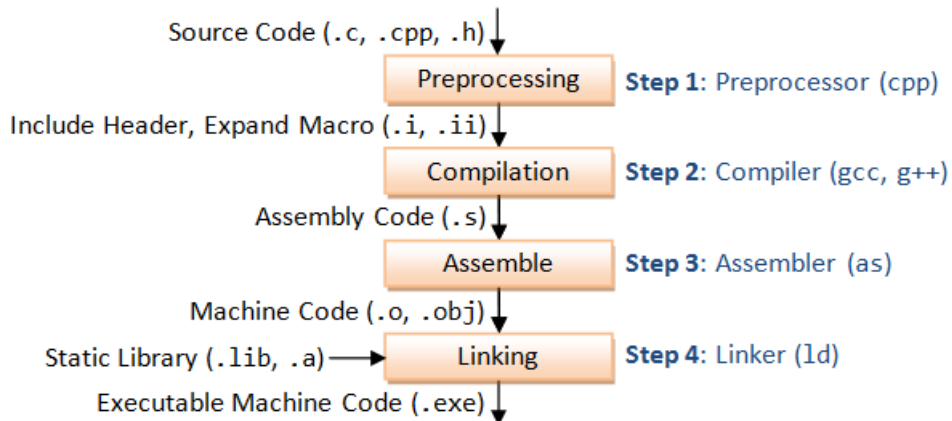 Source Code (.c, .cpp, .h)
Preprocessing
Step 1: Preprocessor (cpp)
Include Header, Expand Macro (.i, .ii)
Compilation
Step 2: Compiler (gcc, g++)
Assembly Code (.s)
Assemble
Step 3: Assembler (as)
Machine Code (.o, .obj)
Static Library (.lib, .a)
Linking
Step 4: Linker (ld)
Executable Machine Code (.exe)